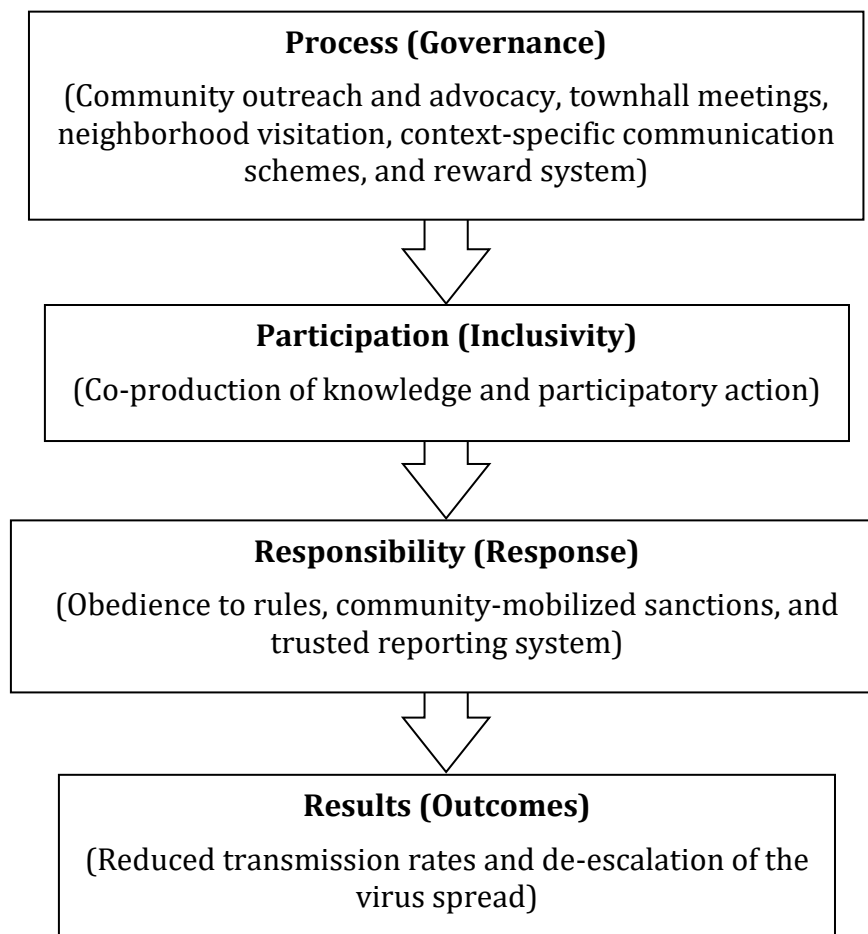 Process (Governance)
(Community outreach and advocacy, townhall meetings,
neighborhood visitation, context-specific communication
schemes, and reward system)
Participation (Inclusivity)
(Co-production of knowledge and participatory action)
Responsibility (Response)
(Obedience to rules, community-mobilized sanctions, and
trusted reporting system)
Results (Outcomes)
(Reduced transmission rates and de-escalation of the
virus spread)